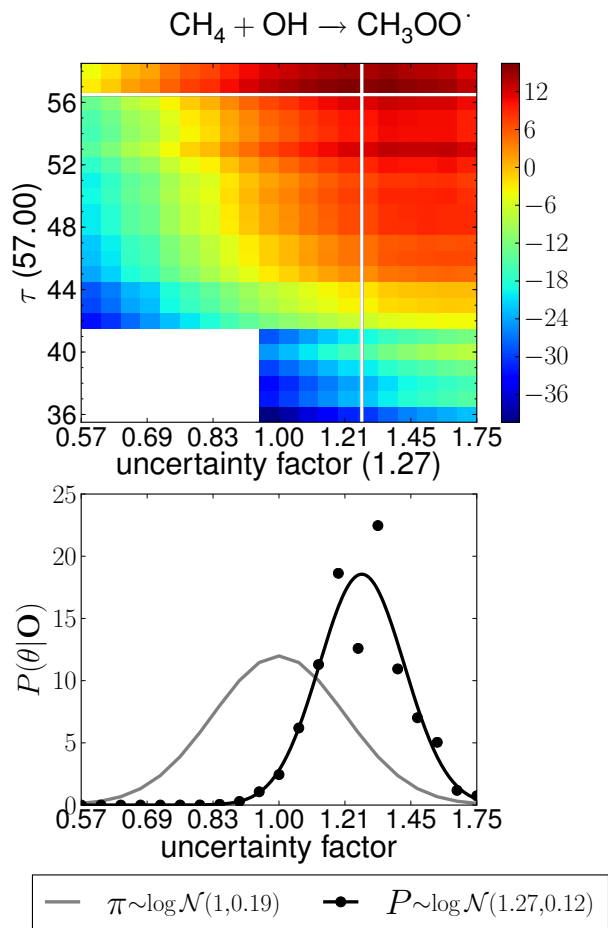 CH₄ + OH → CH₃OO˙
τ (57.00)
56
52
48
44
40
36
0.57 0.69 0.83 1.00 1.21 1.45 1.75
uncertainty factor (1.27)
12
6
0
−6
−12
−18
−24
−30
−36
P(θ|O)
25
20
15
10
5
0
0.57 0.69 0.83 1.00 1.21 1.45 1.75
uncertainty factor
π∼log N(1,0.19) P∼log N(1.27,0.12)